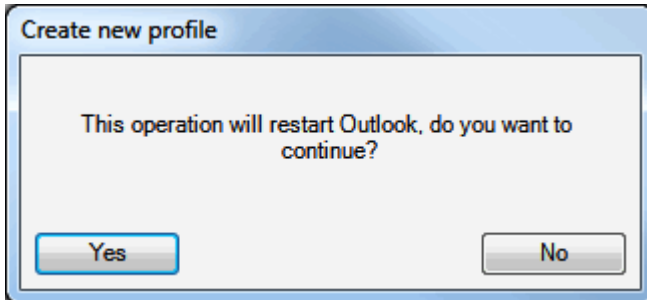 Create new profile
This operation will restart Outlook, do you want to
continue?
Yes
No